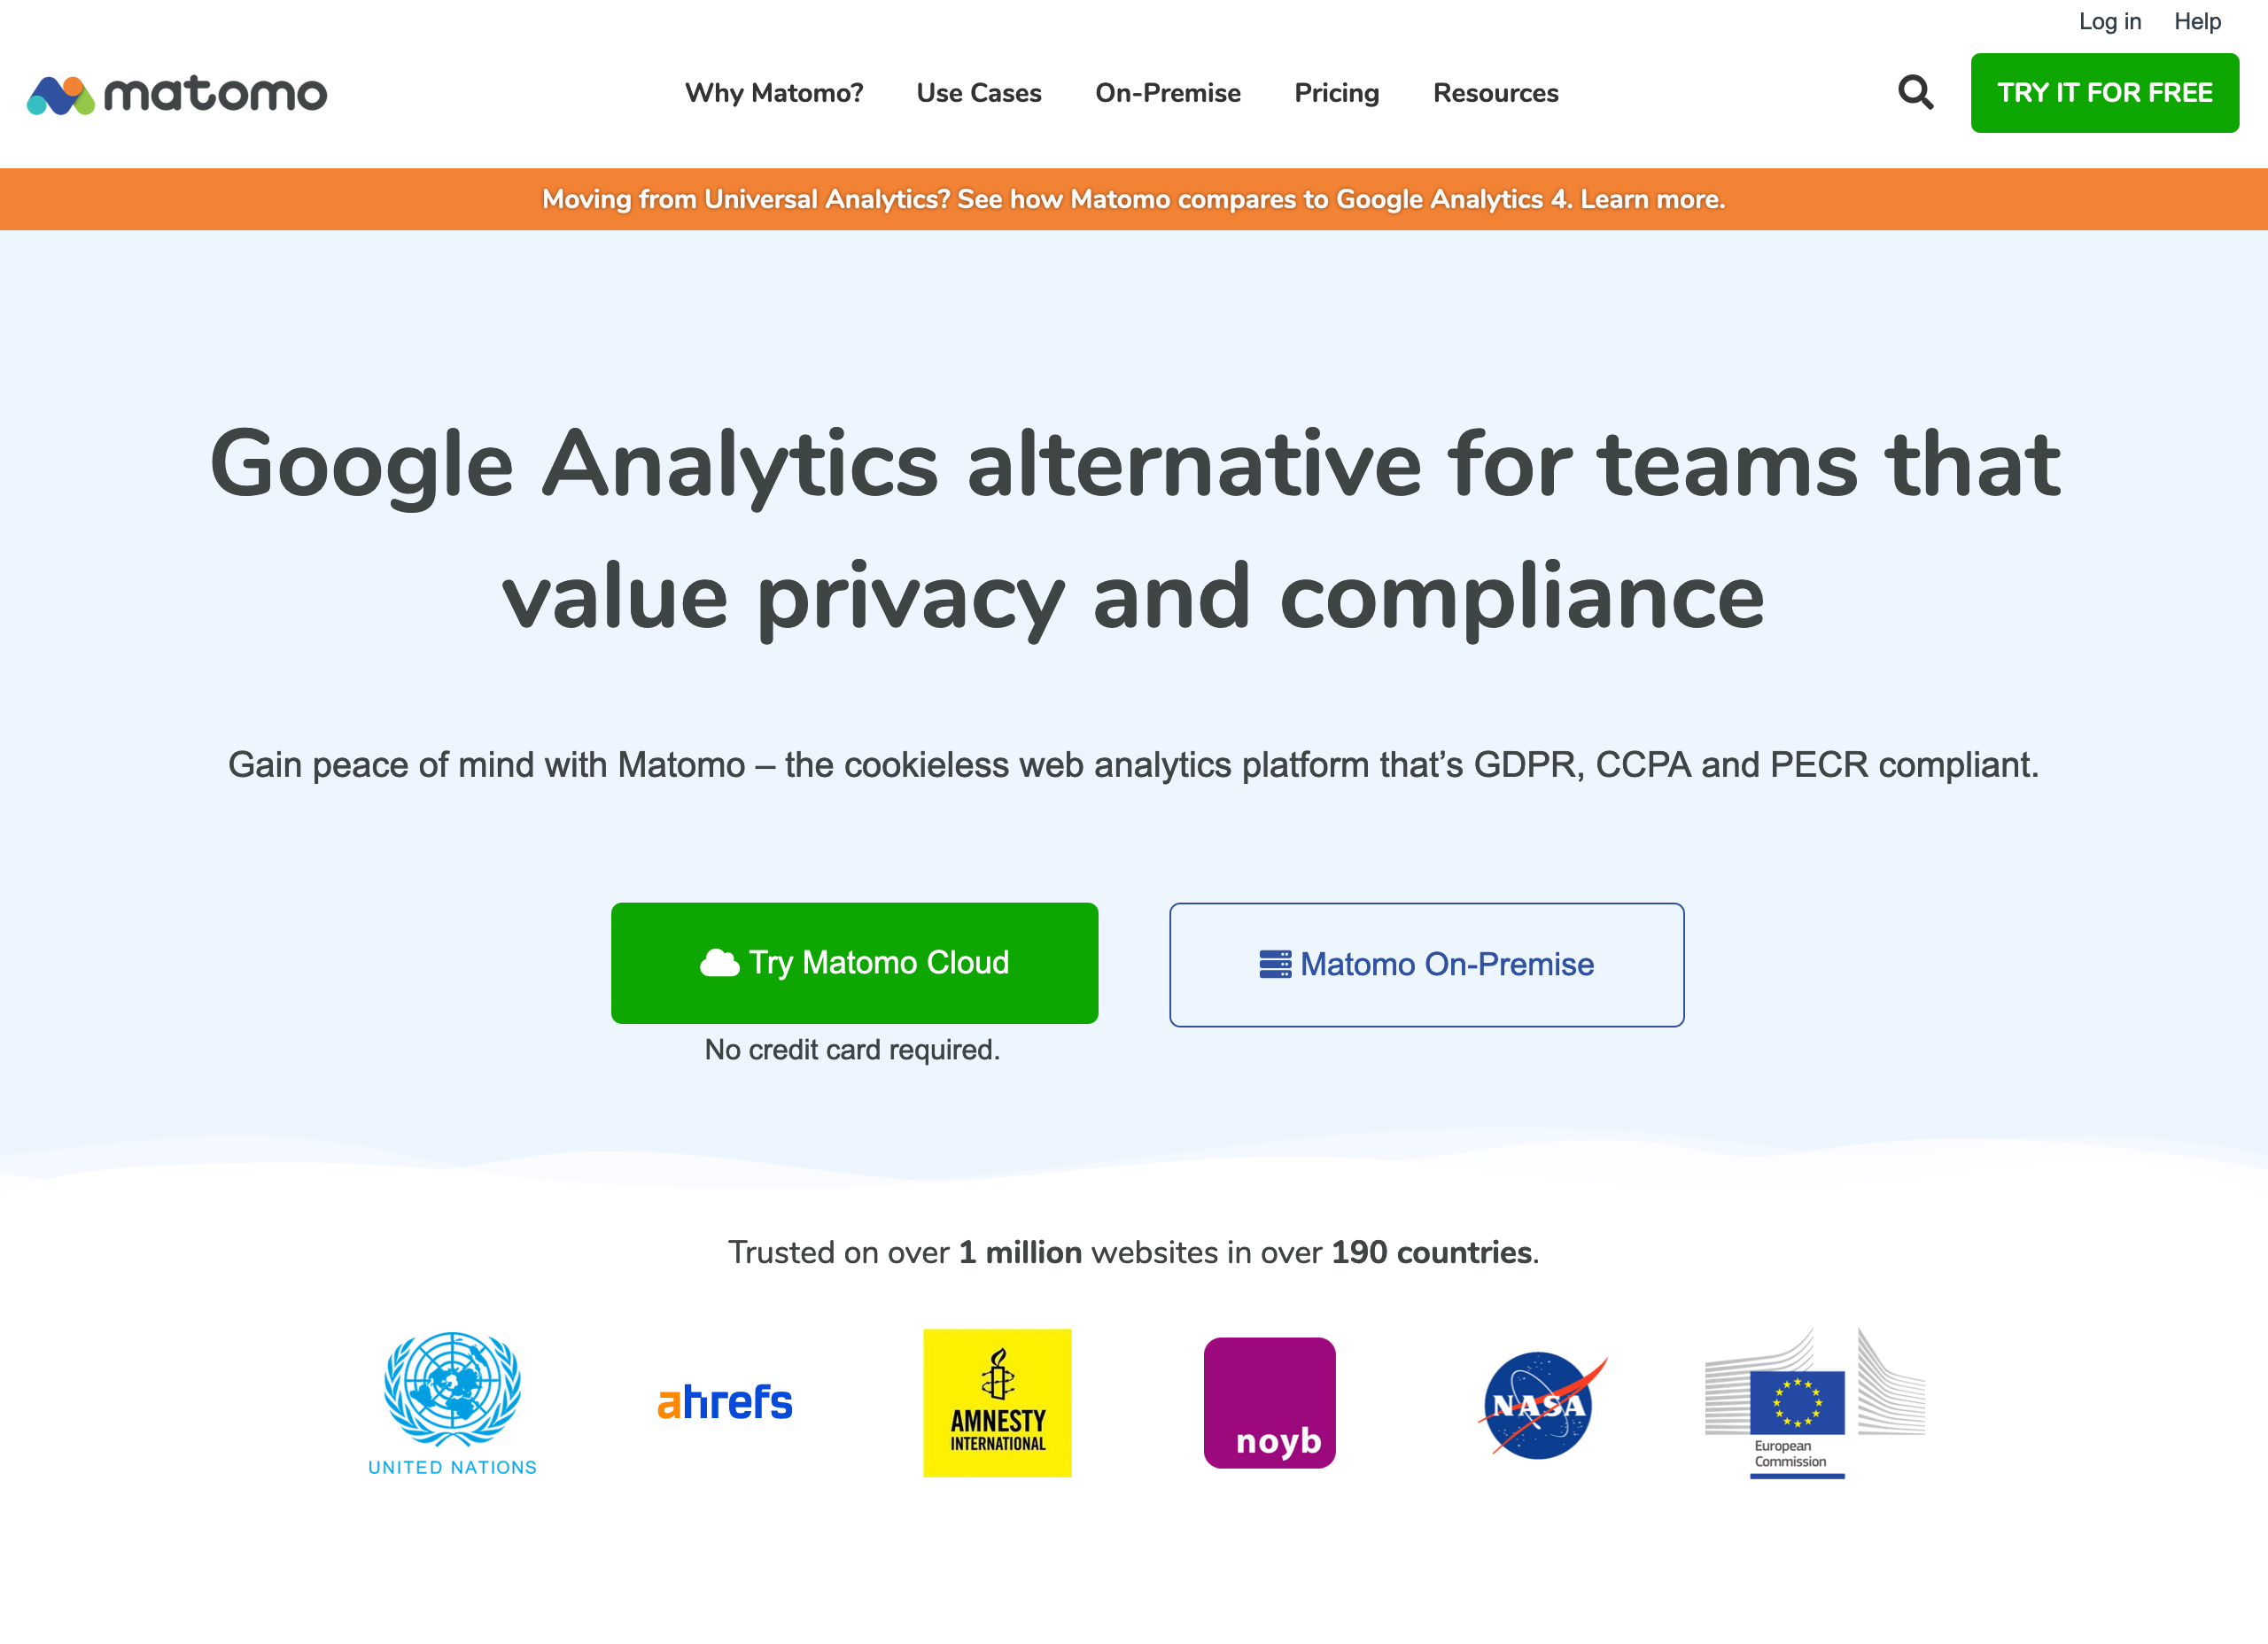 Log in Help
matomo
Why Matomo? Use Cases On-Premise Pricing Resources
TRY IT FOR FREE
Moving from Universal Analytics? See how Matomo compares to Google Analytics 4. Learn more.
Google Analytics alternative for teams that
value privacy and compliance
Gain peace of mind with Matomo – the cookieless web analytics platform that’s GDPR, CCPA and PECR compliant.
Try Matomo Cloud
Matomo On-Premise
No credit card required.
Trusted on over 1 million websites in over 190 countries.
UNITED NATIONS
ahrefs
AMNESTY
INTERNATIONAL
noyb
NASA
European
Commission